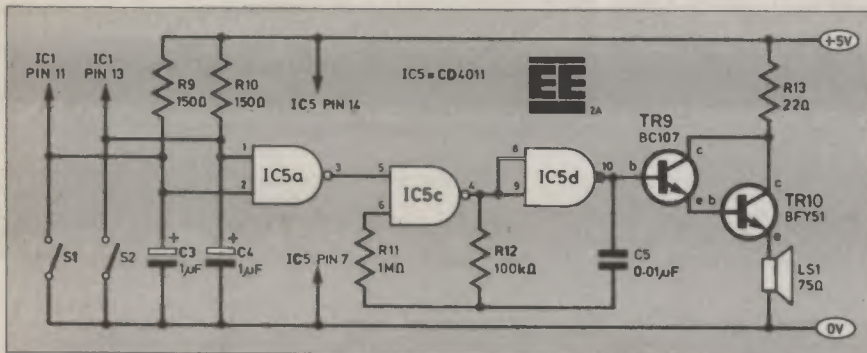 IC1
PIN 11
IC1
PIN 13
R9
150Ω
R10
150Ω
IC5 PIN 14
IC5 = CD4011
EE
2A
+5V
R13
22Ω
TR9
BC107
c
b
e
b
TR10
BFY51
c
e
1
2
IC5a
3
5
6
IC5c
4
8
9
IC5d
10
S1
S2
+
C3
1µF
+
C4
1µF
IC5 PIN 7
R11
1MΩ
R12
100kΩ
C5
0·01µF
LS1
75Ω
0V